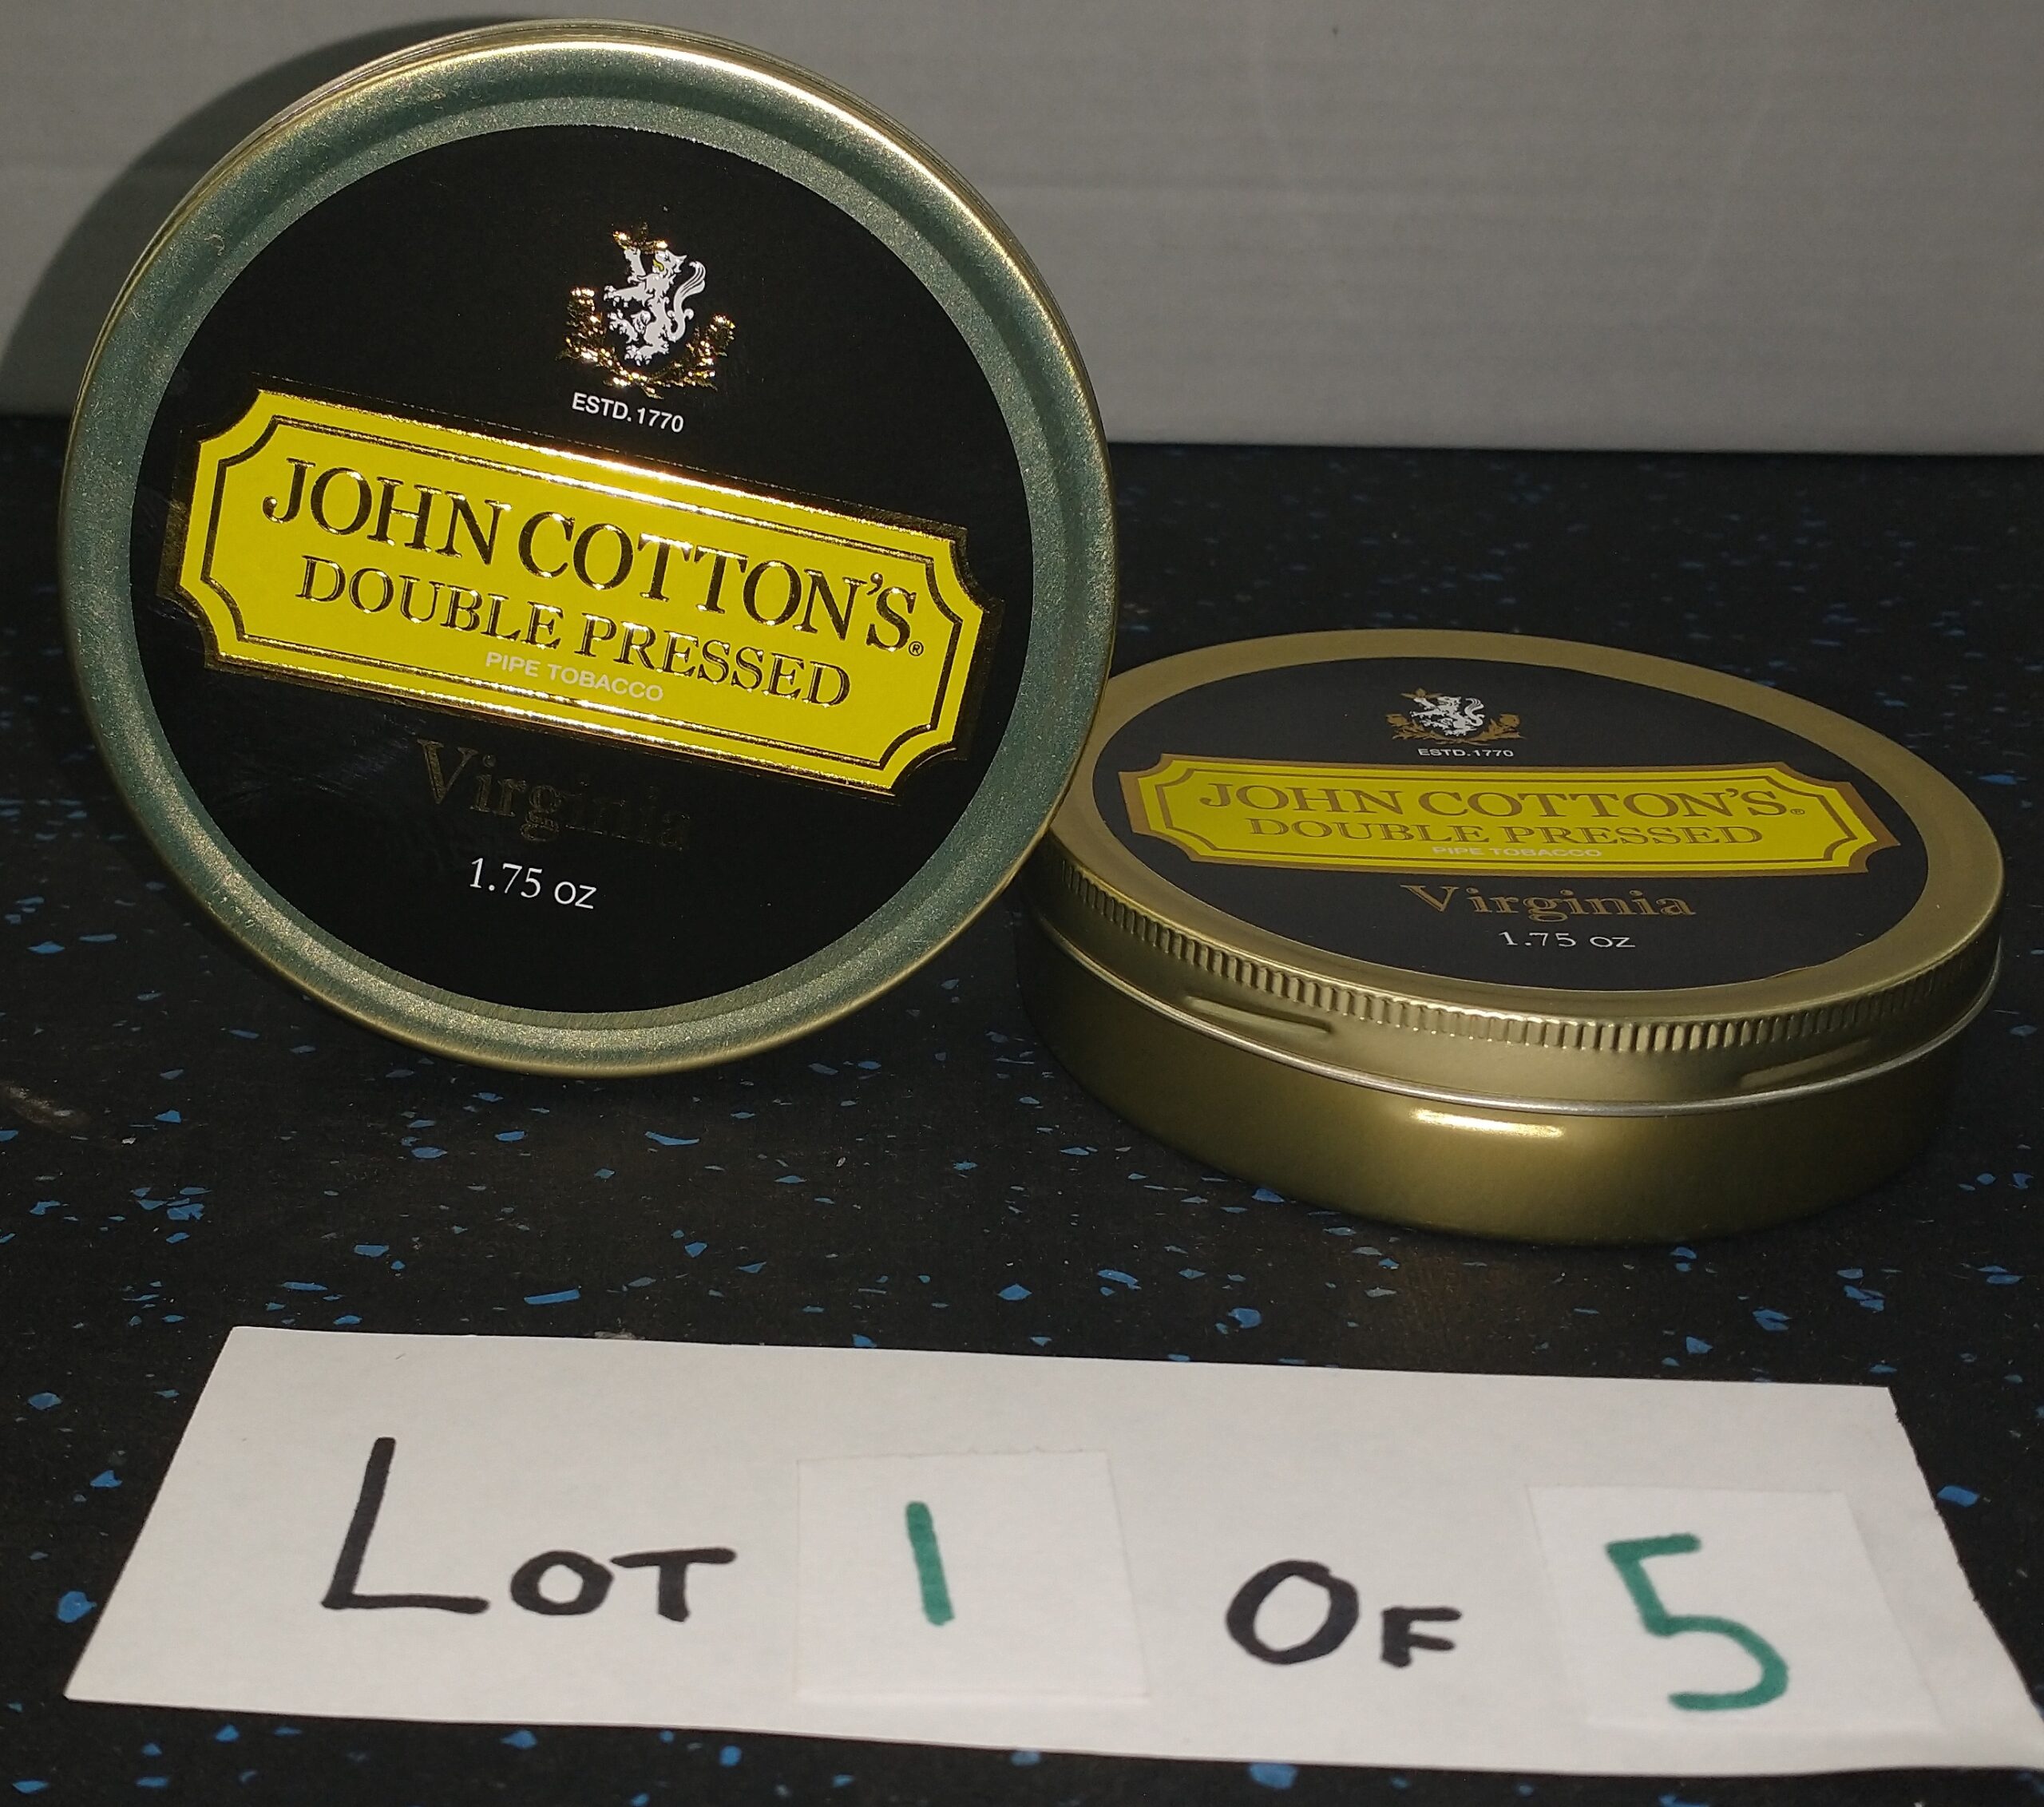 ESTD. 1770
JOHN COTTON'S®
DOUBLE PRESSED
PIPE TOBACCO
Virginia
1.75 oz
ESTD. 1770
JOHN COTTON'S®
DOUBLE PRESSED
PIPE TOBACCO
Virginia
1.75 oz
LOT 1 OF 5